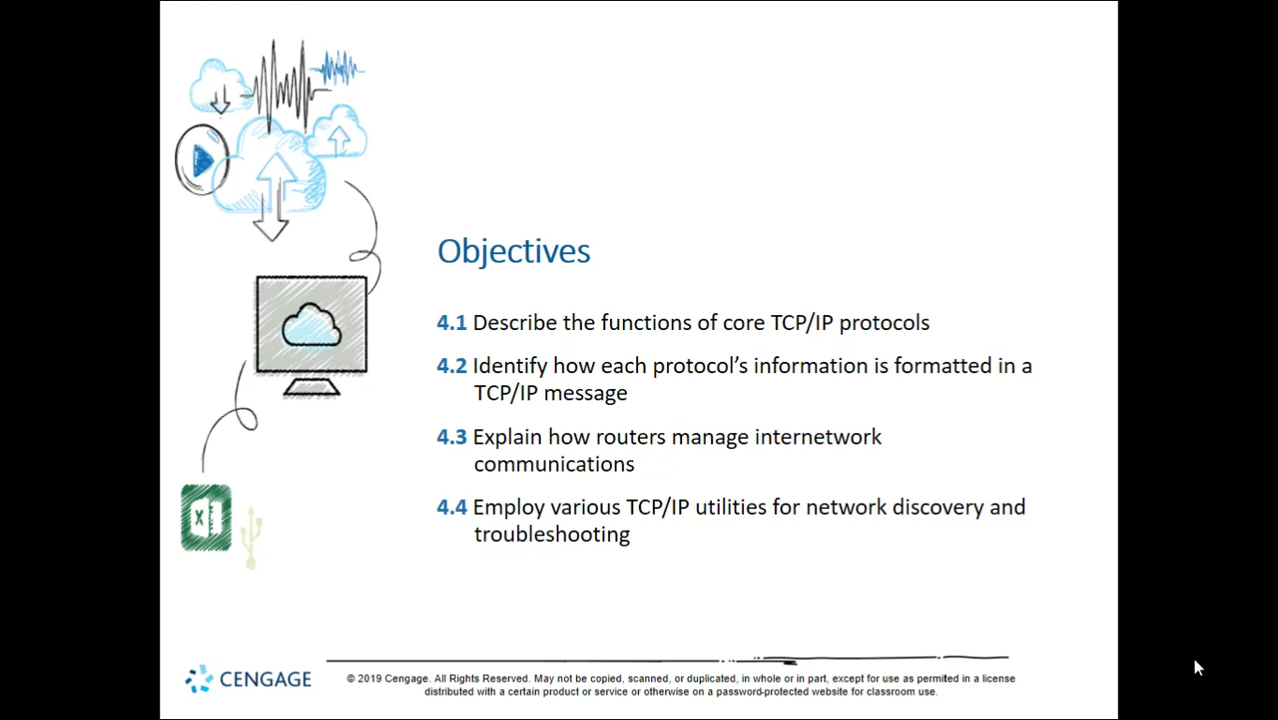 Objectives
4.1 Describe the functions of core TCP/IP protocols
4.2 Identify how each protocol’s information is formatted in a
TCP/IP message
4.3 Explain how routers manage internetwork
communications
4.4 Employ various TCP/IP utilities for network discovery and
troubleshooting
X
CENGAGE
© 2019 Cengage. All Rights Reserved. May not be copied, scanned, or duplicated, in whole or in part, except for use as permitted in a license
distributed with a certain product or service or otherwise on a password-protected website for classroom use.